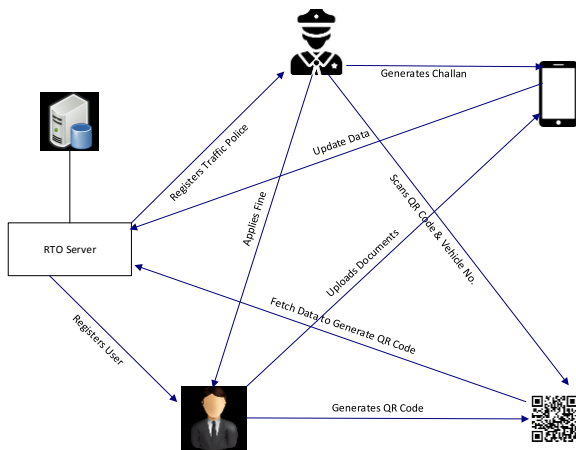 Generates Challan
Registers Traffic Police
Update Data
Scans QR Code & Vehicle No.
Applies Fine
RTO Server
Uploads Documents
Fetch Data to Generate QR Code
Registers User
Generates QR Code